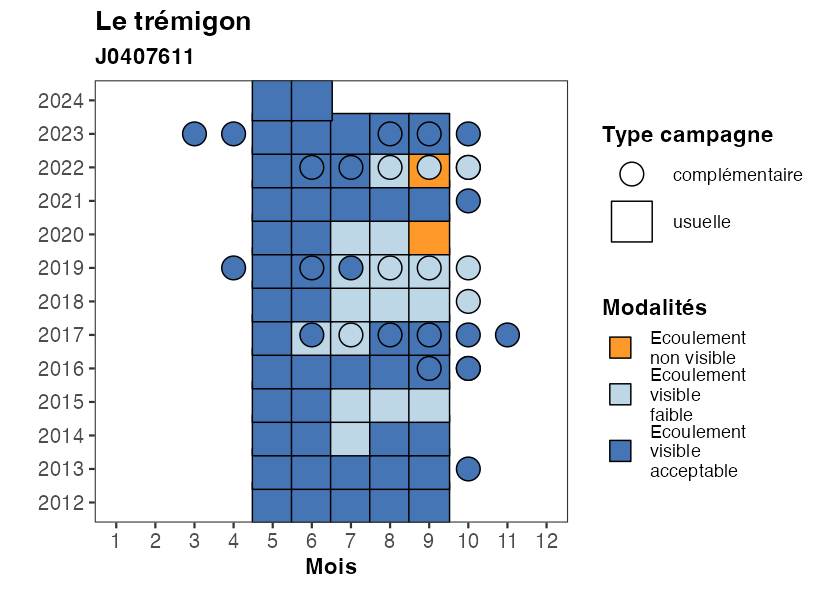 Le trémigon
J0407611
2024
2023
2022
2021
2020
2019
2018
2017
2016
2015
2014
2013
2012
1 2 3 4 5 6 7 8 9 10 11 12
Mois
Type campagne
complémentaire
usuelle
Modalités
Ecoulement
non visible
Ecoulement
visible
faible
Ecoulement
visible
acceptable